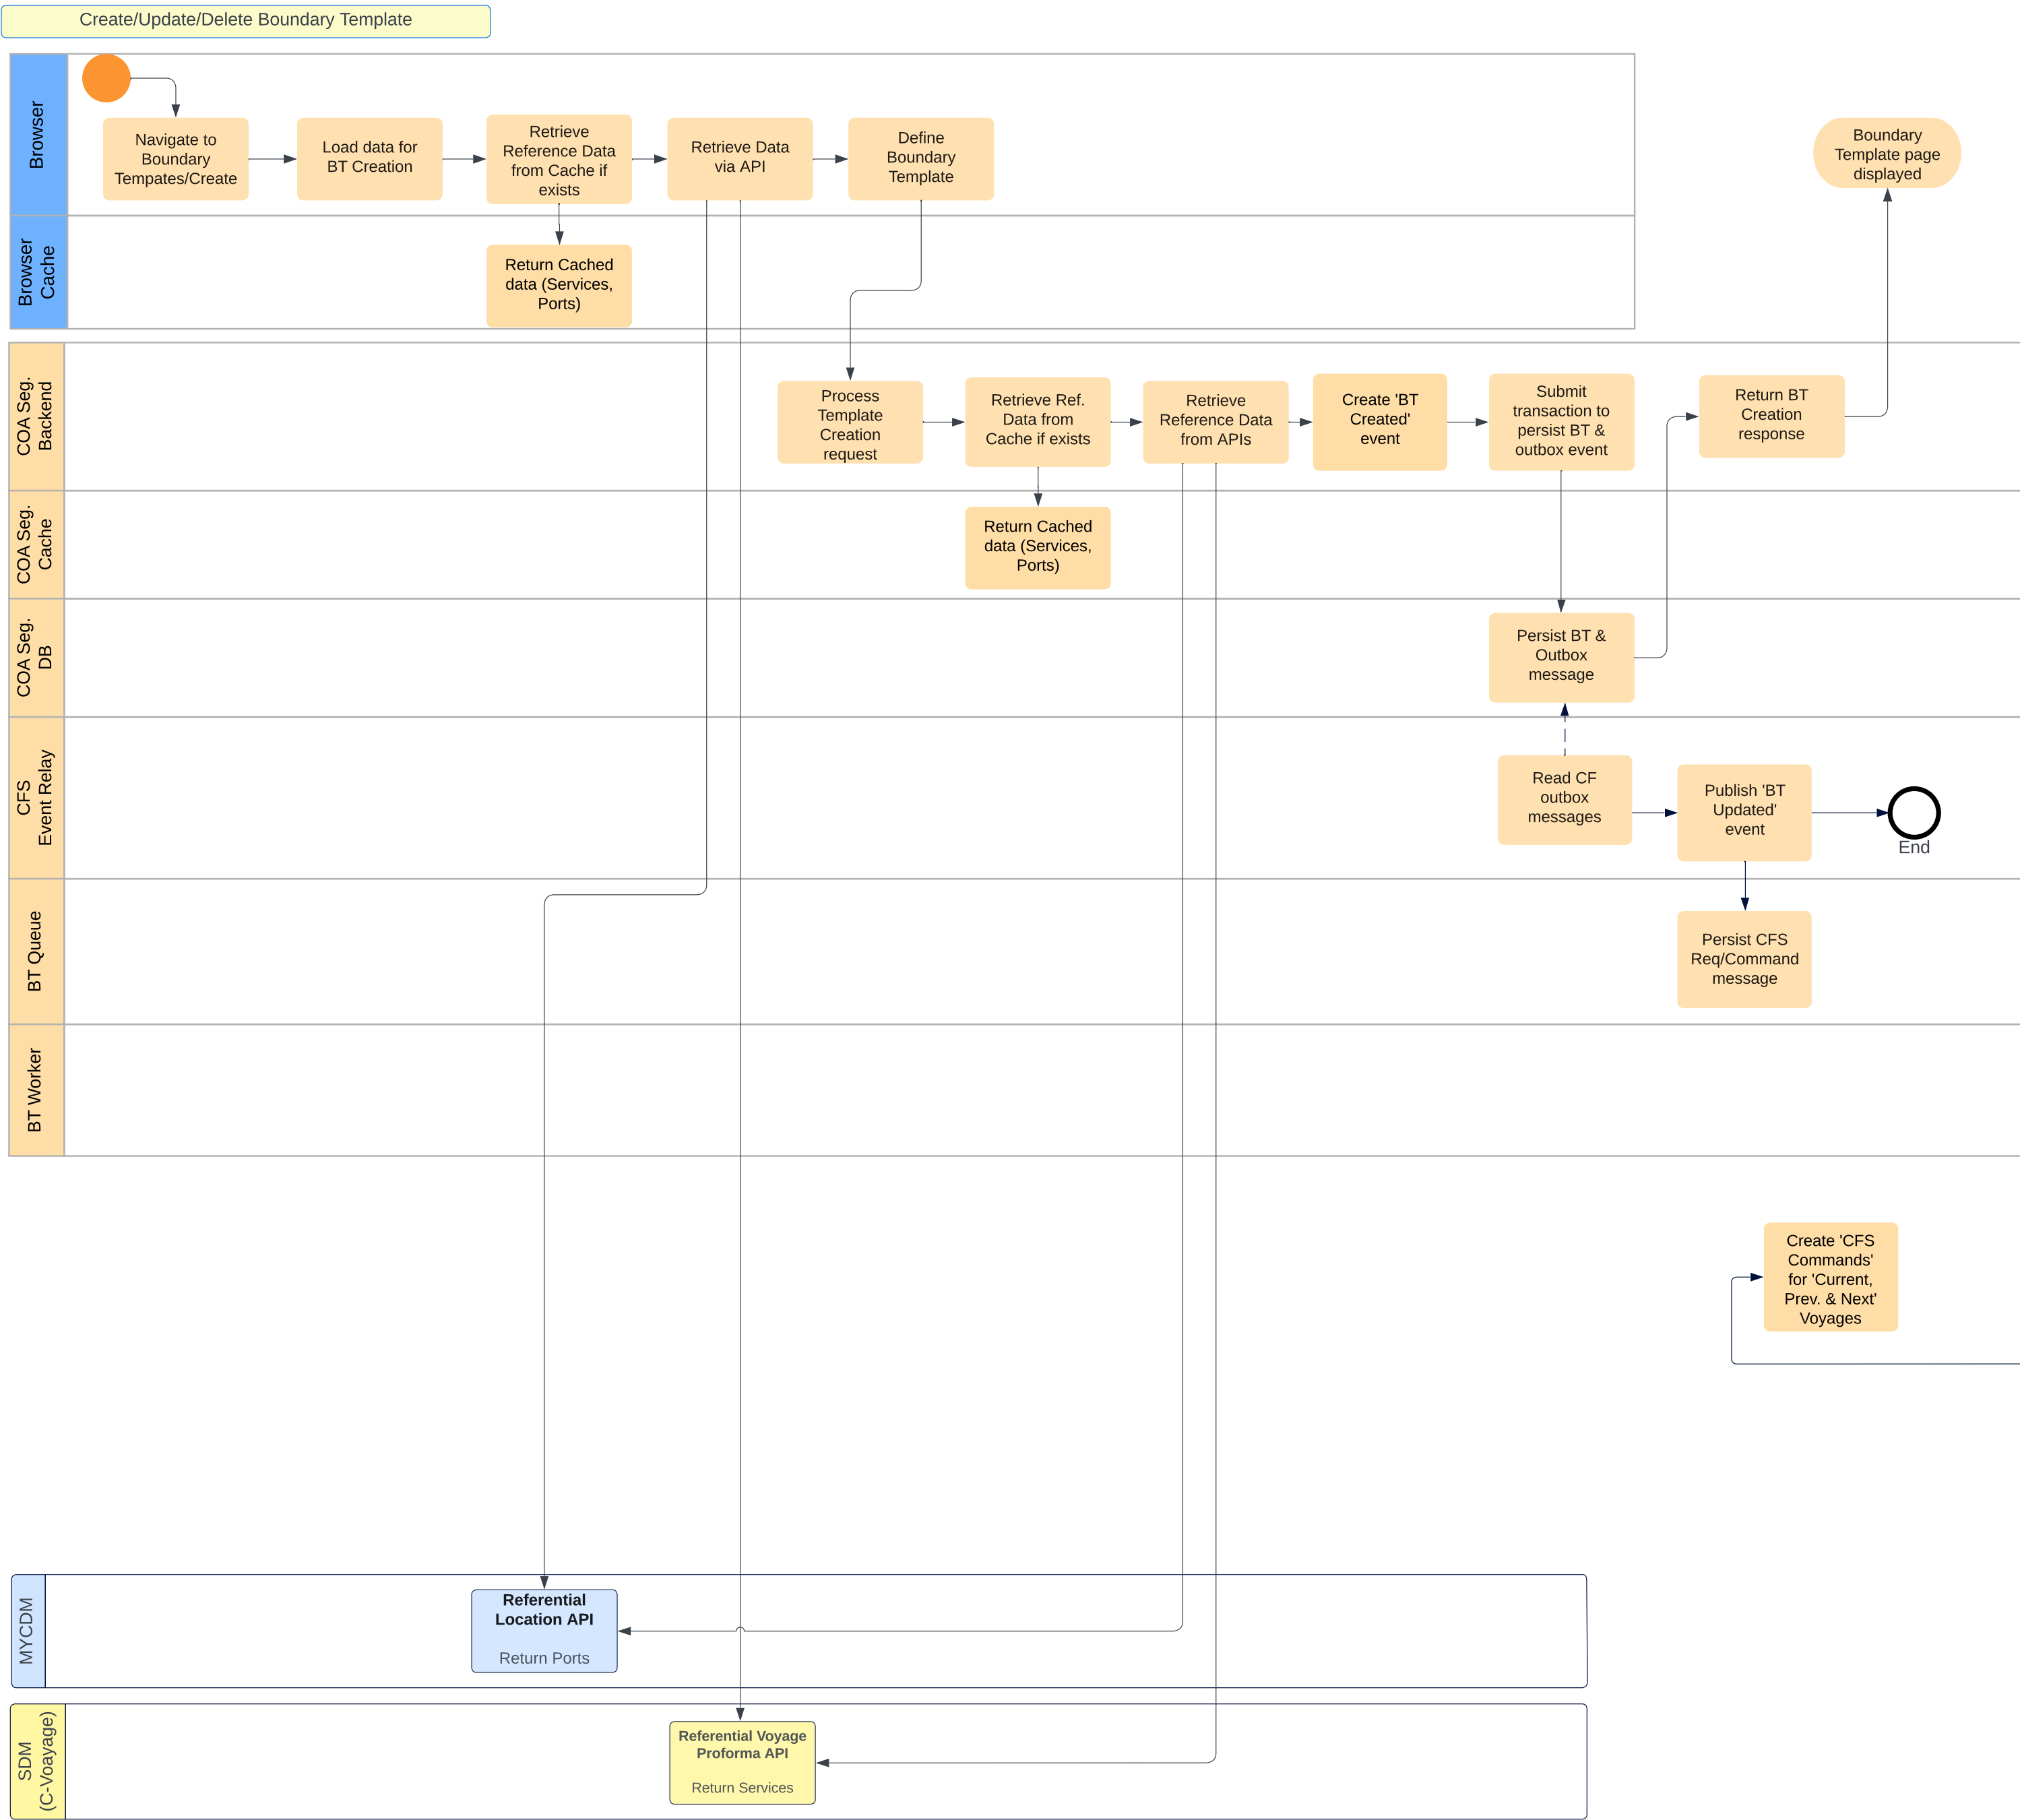 Create/Update/Delete Boundary Template
Browser
Navigate to
Boundary
Tempates/Create
Load data for
BT Creation
Retrieve
Reference Data
from Cache if
exists
Retrieve Data
via API
Define
Boundary
Template
Boundary
Template page
displayed
Browser
Cache
Return Cached
data (Services,
Ports)
COA Seg.
Backend
Process
Template
Creation
request
Retrieve Ref.
Data from
Cache if exists
Retrieve
Reference Data
from APIs
Create 'BT
Created'
event
Submit
transaction to
persist BT &
outbox event
Return BT
Creation
response
COA Seg.
Cache
Return Cached
data (Services,
Ports)
COA Seg.
DB
Persist BT &
Outbox
message
CFS
Event Relay
Read CF
outbox
messages
Publish 'BT
Updated'
event
End
BT Queue
Persist CFS
Req/Command
message
BT Worker
Create 'CFS
Commands'
for 'Current,
Prev. & Next'
Voyages
MYCDM
Referential
Location API
Return Ports
SDM
(C-Voayage)
Referential Voyage
Proforma API
Return Services